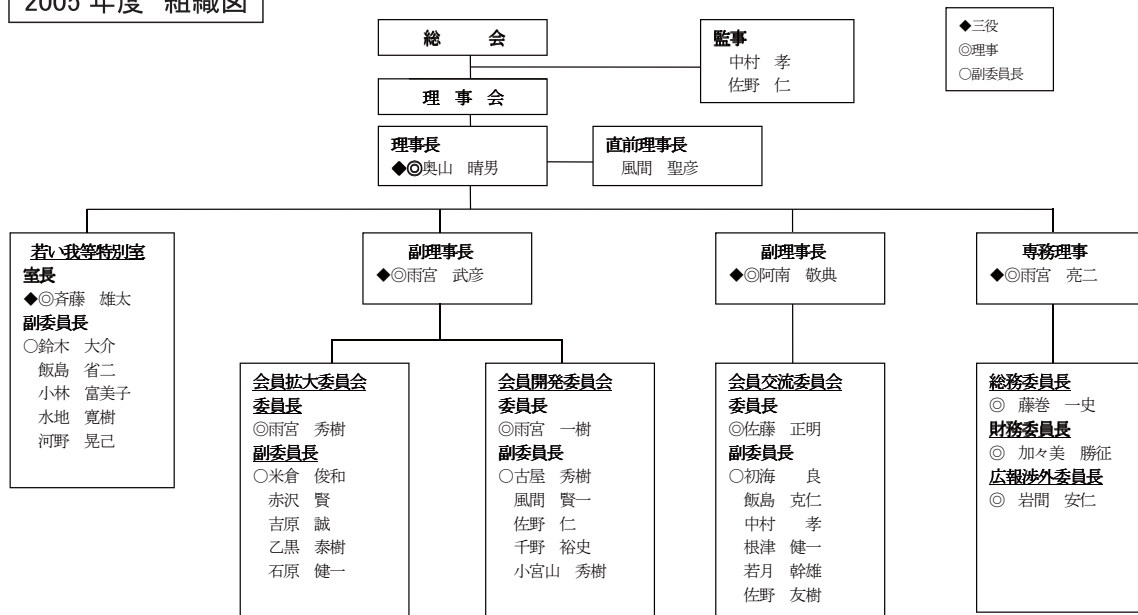 2005 年度 組織図
総 会
監事
中村 孝
佐野 仁
◆三役
◎理事
○副委員長
理 事 会
理事長
◆◎奥山 晴男
直前理事長
風間 聖彦
若い我等特別室
室長
◆◎斉藤 雄太
副委員長
○鈴木 大介
飯島 省二
小林 富美子
水地 寛樹
河野 晃己
副理事長
◆◎雨宮 武彦
副理事長
◆◎阿南 敬典
専務理事
◆◎雨宮 亮二
会員拡大委員会
委員長
◎雨宮 秀樹
副委員長
○米倉 俊和
赤沢 賢
吉原 誠
乙黒 泰樹
石原 健一
会員開発委員会
委員長
◎雨宮 一樹
副委員長
○古屋 秀樹
風間 賢一
佐野 仁
千野 裕史
小宮山 秀樹
会員交流委員会
委員長
◎佐藤 正明
副委員長
○初海 良
飯島 克仁
中村 孝
根津 健一
若月 幹雄
佐野 友樹
総務委員長
◎ 藤巻 一史
財務委員長
◎ 加々美 勝征
広報渉外委員長
◎ 岩間 安仁